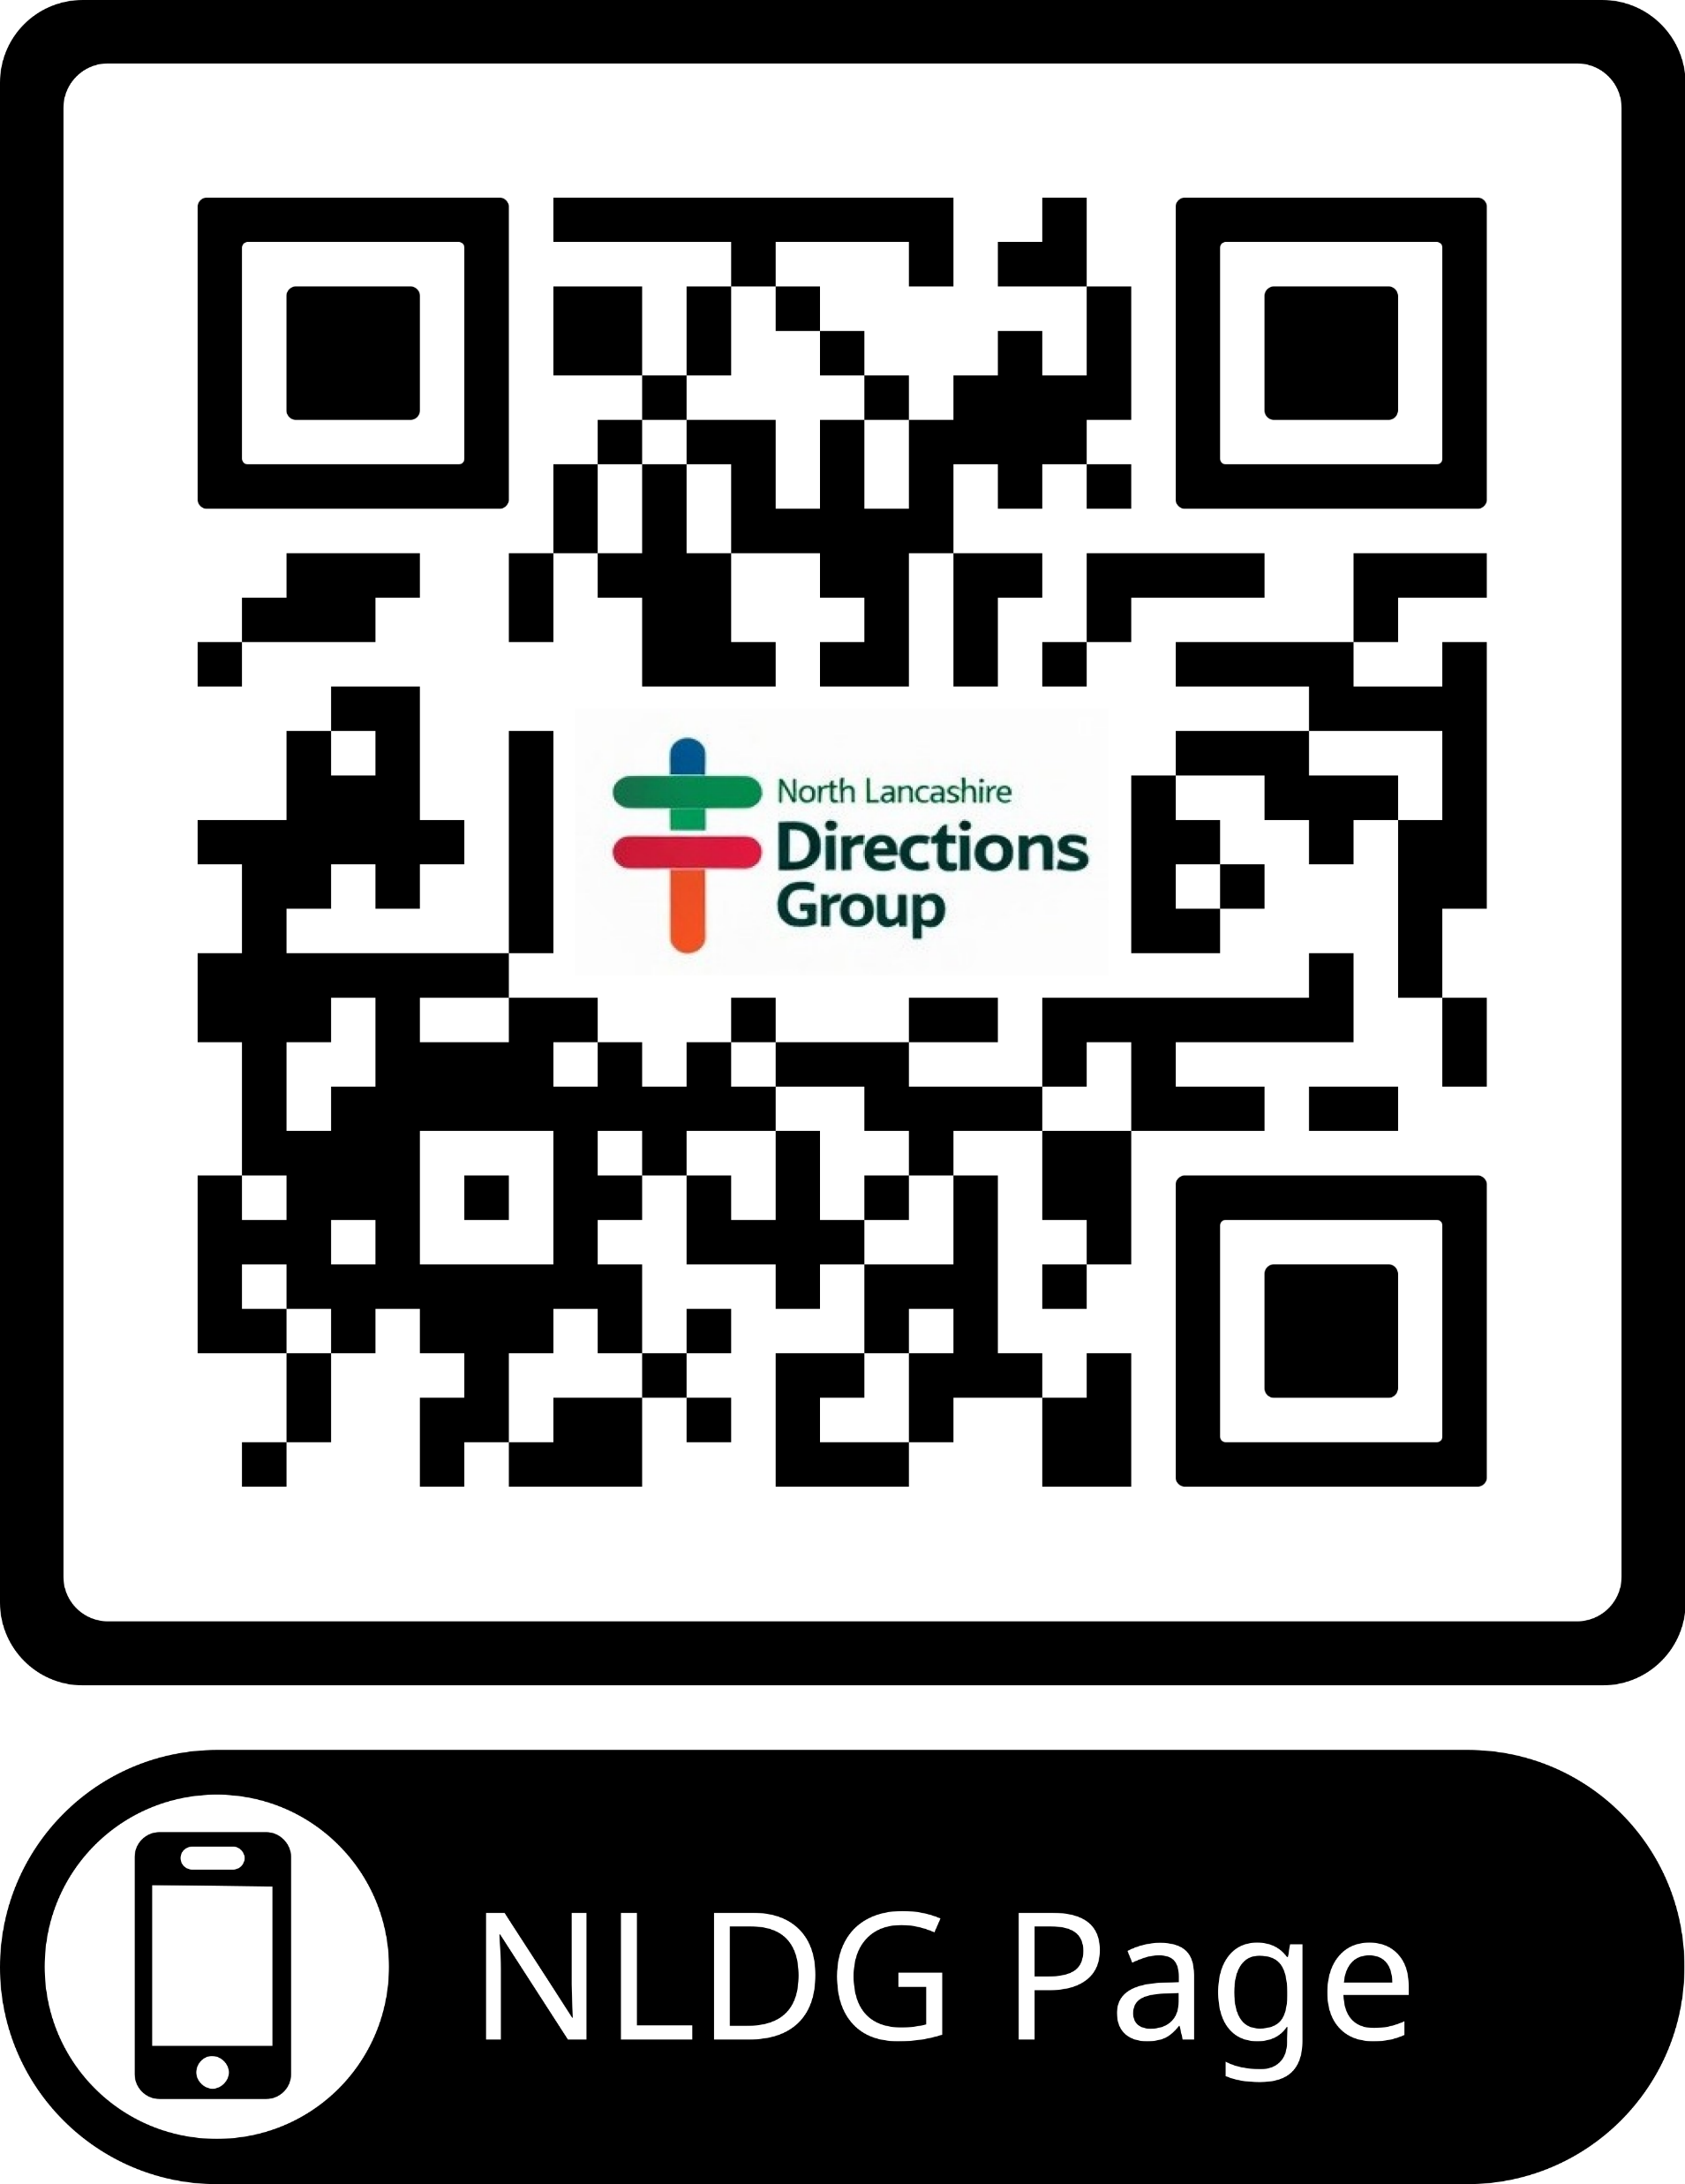 North Lancashire
Directions
Group
NLDG Page